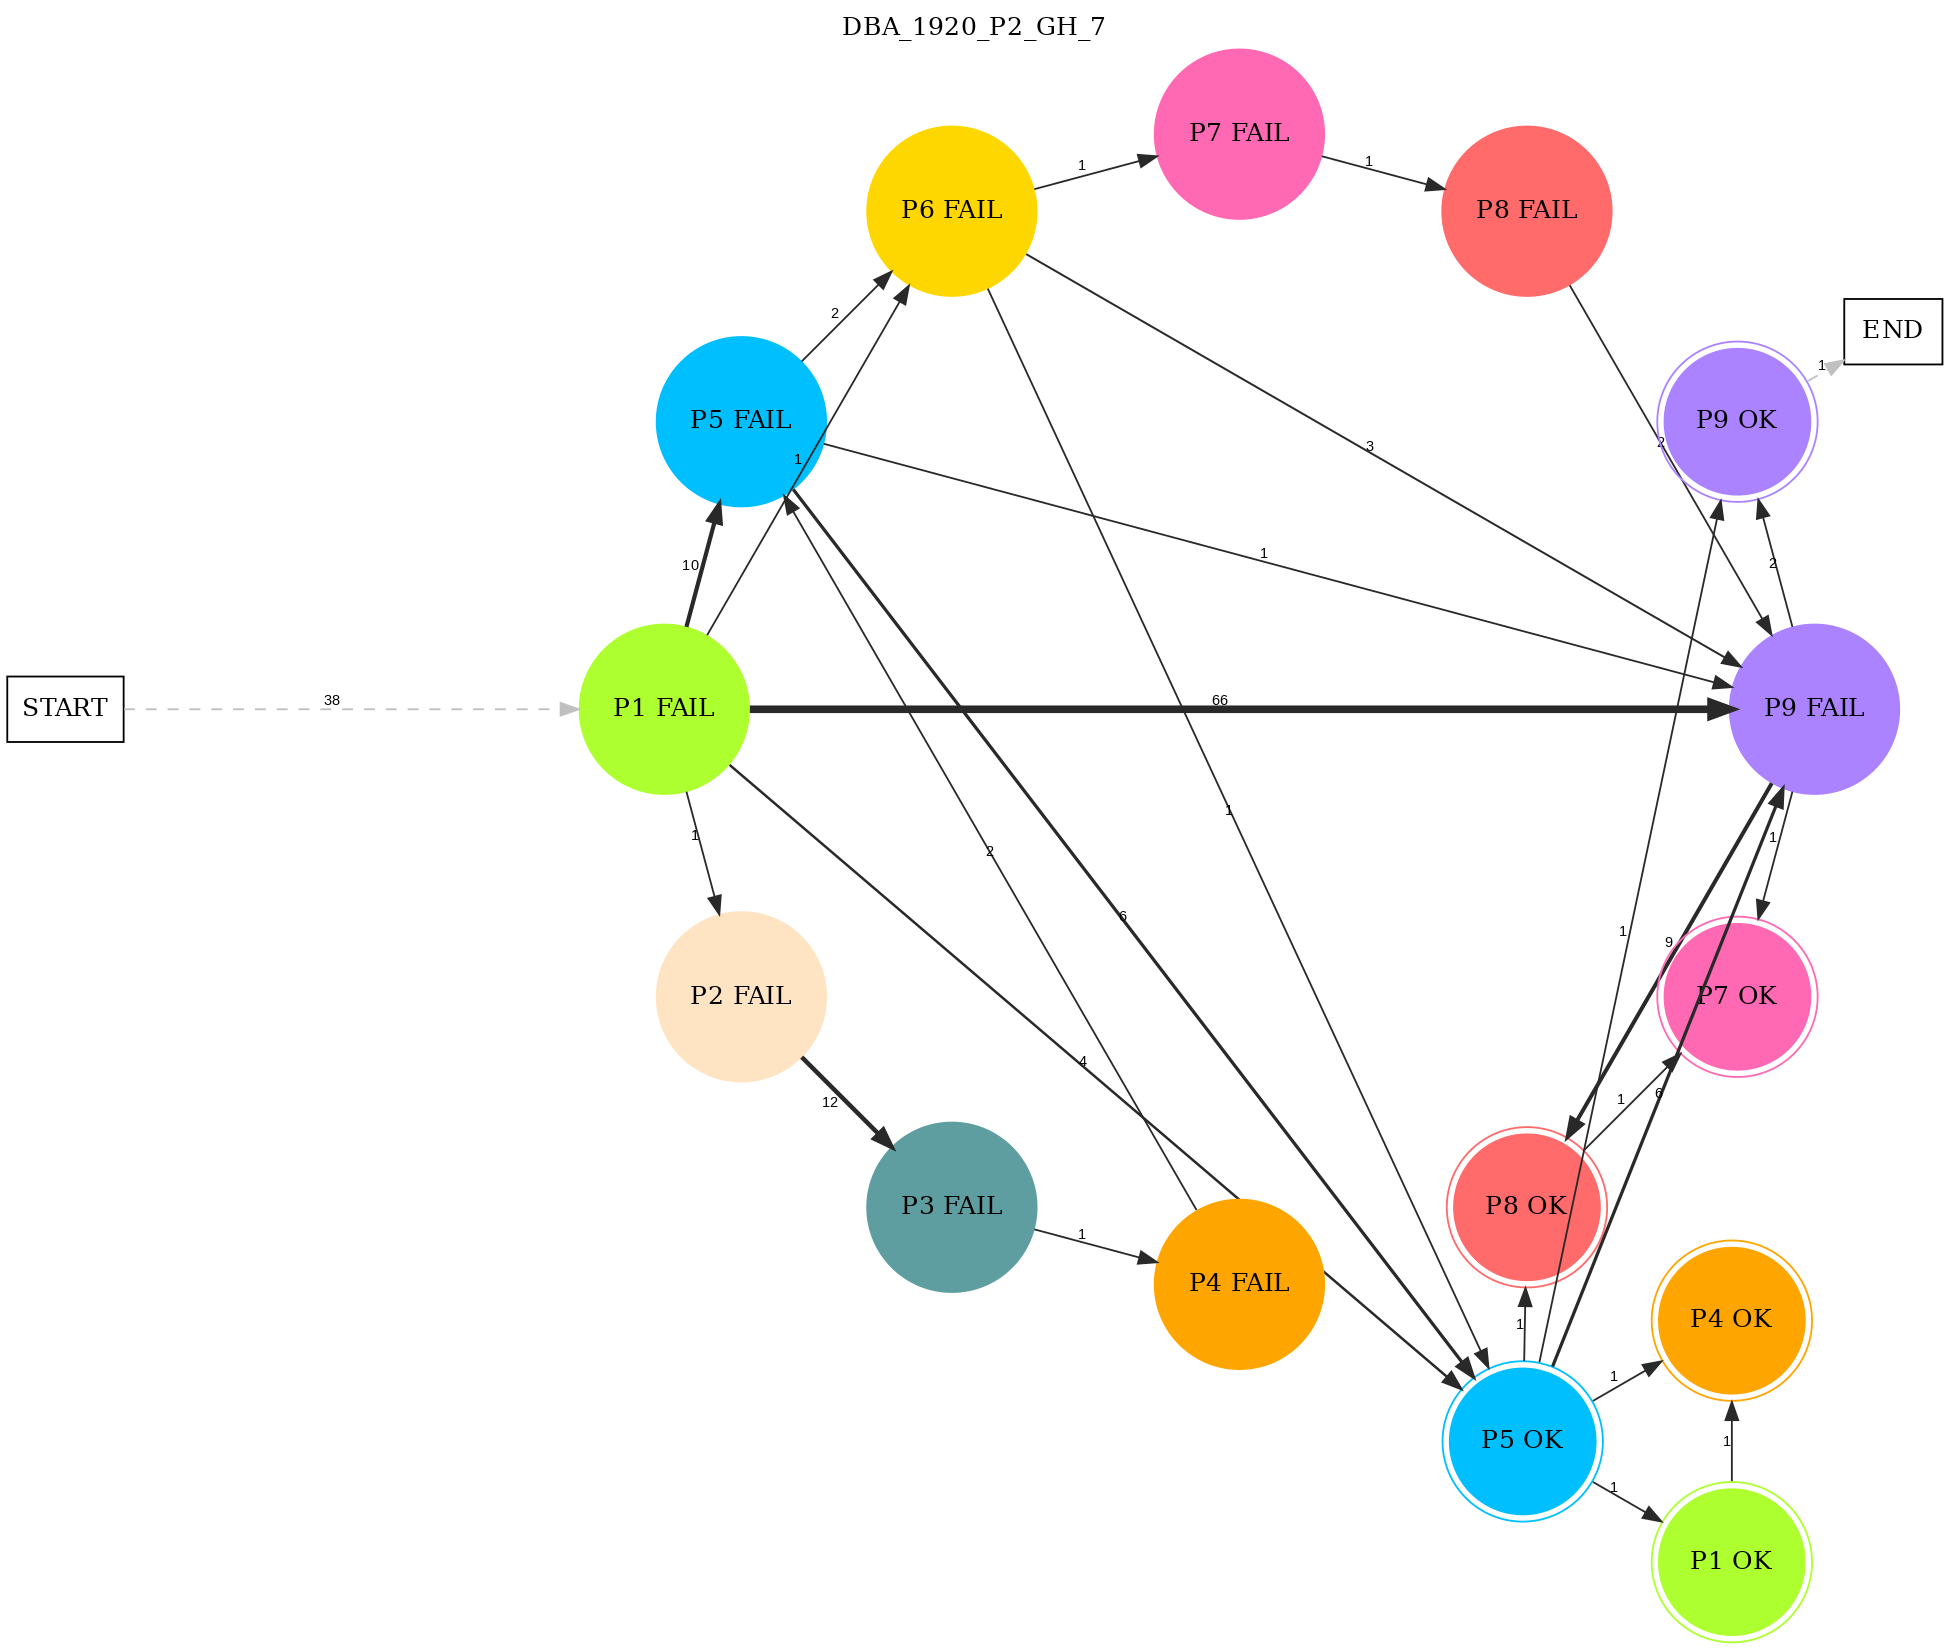 DBA_1920_P2_GH_7
P7 FAIL
1
1
P6 FAIL
P8 FAIL
2
END
1
P5 FAIL
P9 OK
3
2
1
1
10
2
START
38
P1 FAIL
66
P9 FAIL
1
1
1
2
6
1
9
P2 FAIL
P7 OK
4
6
12
1
P3 FAIL
P8 OK
1
P4 FAIL
P4 OK
1
1
P5 OK
1
1
P1 OK